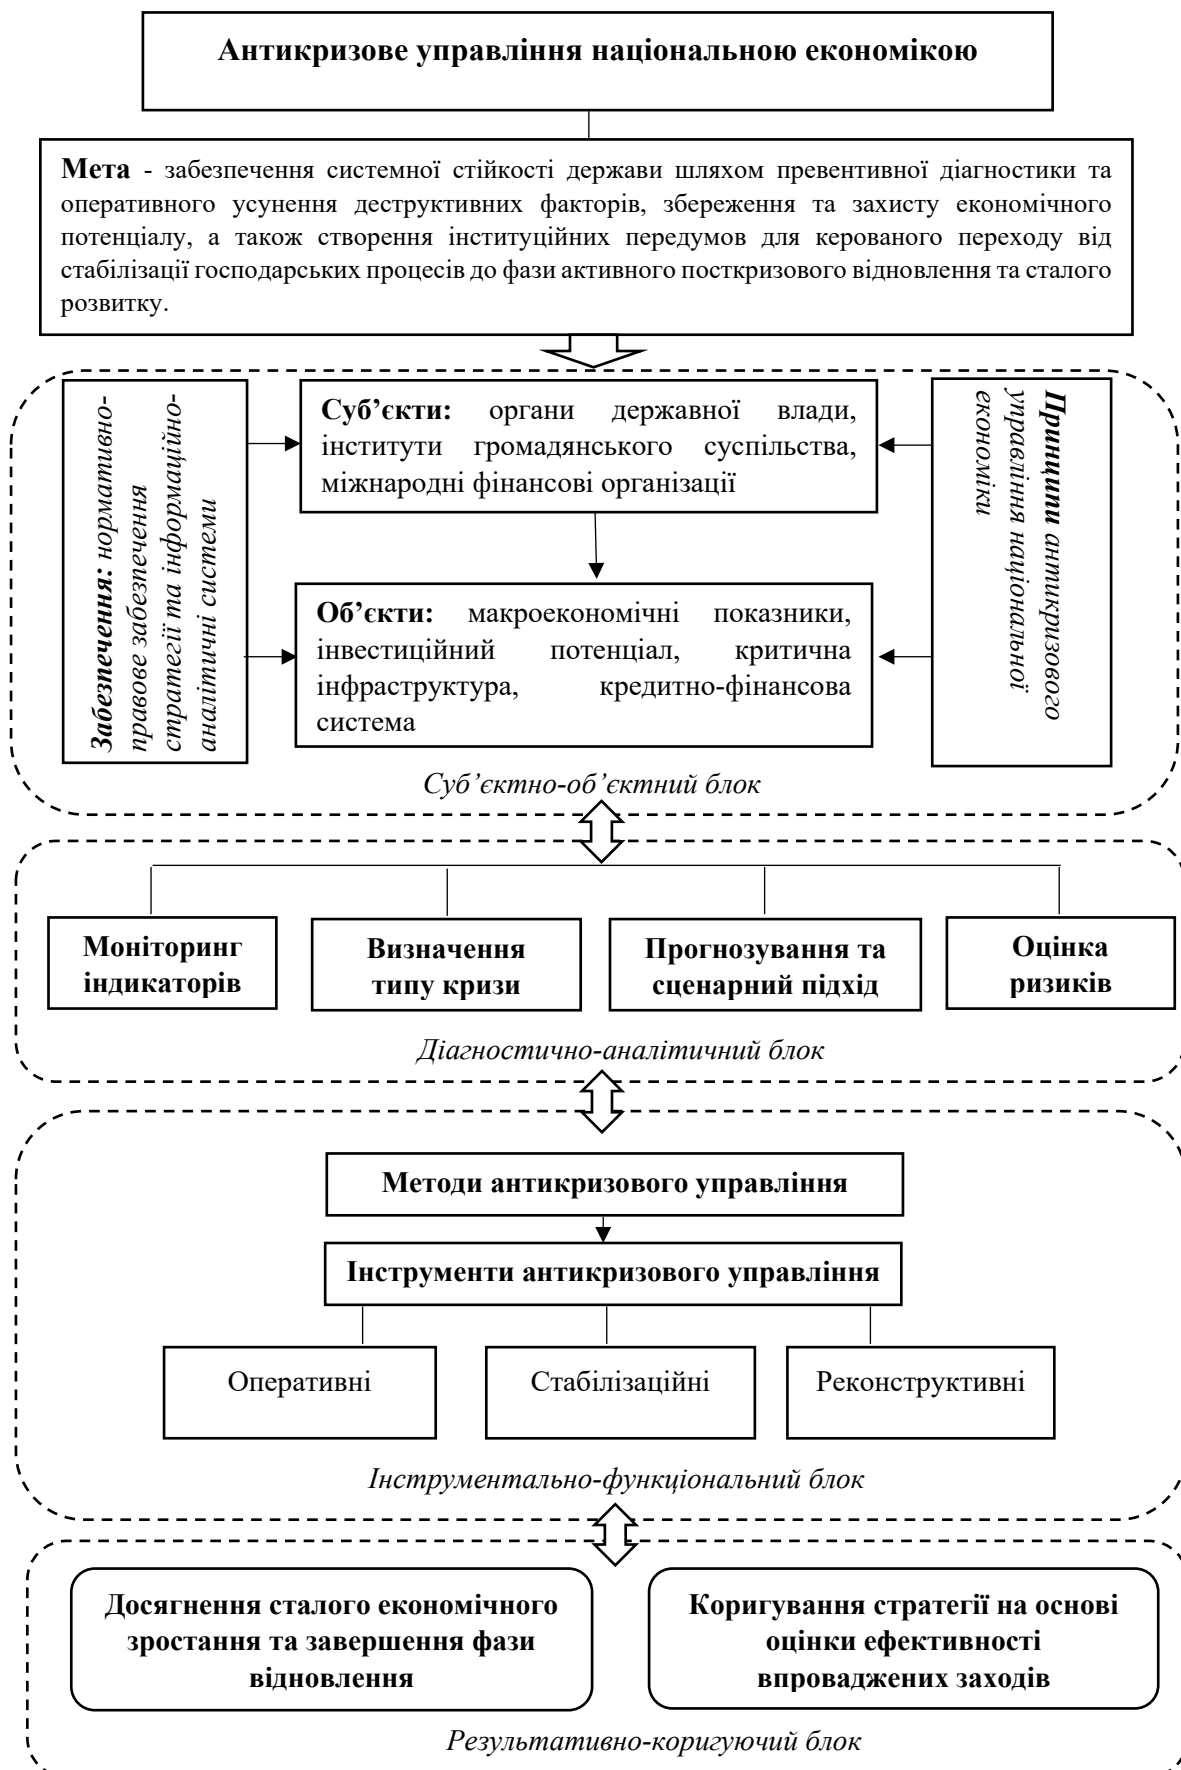 Антикризове управління національною економікою
Мета - забезпечення системної стійкості держави шляхом превентивної діагностики та
оперативного усунення деструктивних факторів, збереження та захисту економічного
потенціалу, а також створення інституційних передумов для керованого переходу від
стабілізації господарських процесів до фази активного посткризового відновлення та сталого
розвитку.
Забезпечення: нормативно-
правове забезпечення
стратегії та інформаційно-
аналітичні системи
Суб’єкти: органи державної влади,
інститути громадянського суспільства,
міжнародні фінансові організації
Принципи антикризового
управління національної
економіки
Об’єкти: макроекономічні показники,
інвестиційний потенціал, критична
інфраструктура, кредитно-фінансова
система
Суб’єктно-об’єктний блок
Моніторинг
індикаторів
Визначення
типу кризи
Прогнозування та
сценарний підхід
Оцінка
ризиків
Діагностично-аналітичний блок
Методи антикризового управління
Інструменти антикризового управління
Оперативні
Стабілізаційні
Реконструктивні
Інструментально-функціональний блок
Досягнення сталого економічного
зростання та завершення фази
відновлення
Коригування стратегії на основі
оцінки ефективності
впроваджених заходів
Результативно-коригуючий блок